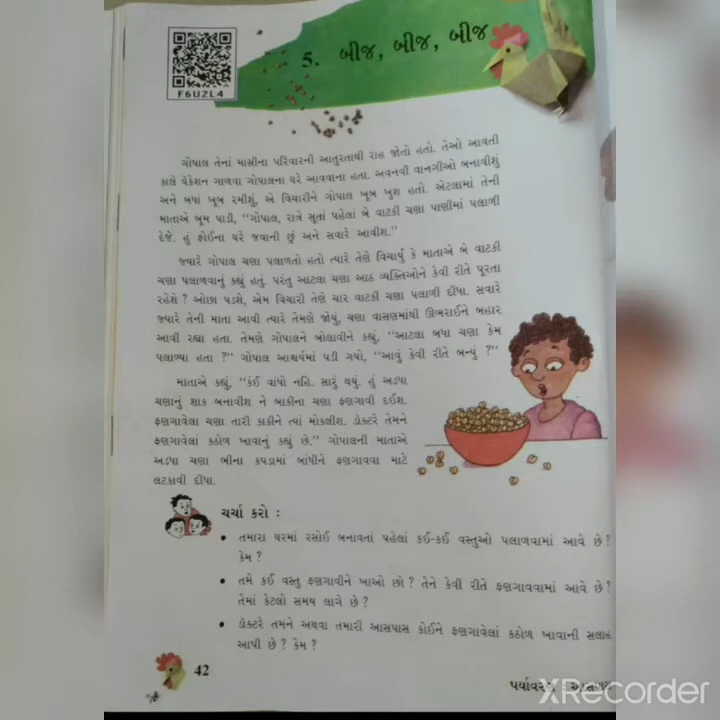 5. બીજ, બીજ, બીજ
F6U2L4
ગોપાલ તેનાં માસીના પરિવારની આતુરતાથી રાહ જોતો હતો. તેઓ આવતી
કાલે વૅકેશન ગાળવા ગોપાલના ઘરે આવવાના હતા. અવનવી વાનગીઓ બનાવીશું
અને બધાં ખૂબ રમીશું, એ વિચારીને ગોપાલ ખૂબ ખુશ હતો. એટલામાં તેની
માતાએ બૂમ પાડી, “ગોપાલ, રાત્રે સૂતાં પહેલાં બે વાટકી ચણા પાણીમાં પલાળી
દેજે. હું ફોઈના ઘરે જવાની છું અને સવારે આવીશ.”
જ્યારે ગોપાલ ચણા પલાળતો હતો ત્યારે તેણે વિચાર્યું કે માતાએ બે વાટકી
ચણા પલાળવાનું કહ્યું હતું. પરંતુ આટલા ચણા આઠ વ્યક્તિઓને કેવી રીતે પૂરતા
રહેશે ? ઓછા પડશે, એમ વિચારી તેણે ચાર વાટકી ચણા પલાળી દીધા. સવારે
જ્યારે તેની માતા આવી ત્યારે તેમણે જોયું, ચણા વાસણમાંથી ઊભરાઈને બહાર
આવી રહ્યા હતા. તેમણે ગોપાલને બોલાવીને કહ્યું, “આટલા બધા ચણા કેમ
પલાળ્યા હતા ?” ગોપાલ આશ્ચર્યમાં પડી ગયો, “આવું કેવી રીતે બન્યું ?”
માતાએ કહ્યું, “કંઈ વાંધો નહિ. સારું થયું. હું અડધા
ચણાનું શાક બનાવીશ ને બાકીના ચણા ફણગાવી દઈશ.
ફણગાવેલા ચણા તારી કાકીને ત્યાં મોકલીશ. ડૉક્ટરે તેમને
ફણગાવેલાં કઠોળ ખાવાનું કહ્યું છે.” ગોપાલની માતાએ
અડધા ચણા ભીના કપડામાં બાંધીને ફણગાવવા માટે
લટકાવી દીધા.
ચર્ચા કરો :
• તમારા ઘરમાં રસોઈ બનાવતાં પહેલાં કઈ-કઈ વસ્તુઓ પલાળવામાં આવે છે ?
કેમ ?
• તમે કઈ વસ્તુ ફણગાવીને ખાઓ છો ? તેને કેવી રીતે ફણગાવવામાં આવે છે ?
તેમાં કેટલો સમય લાગે છે ?
• ડૉક્ટરે તમને અથવા તમારી આસપાસ કોઈને ફણગાવેલાં કઠોળ ખાવાની સલાહ
આપી છે ? કેમ ?
42
XRecorder